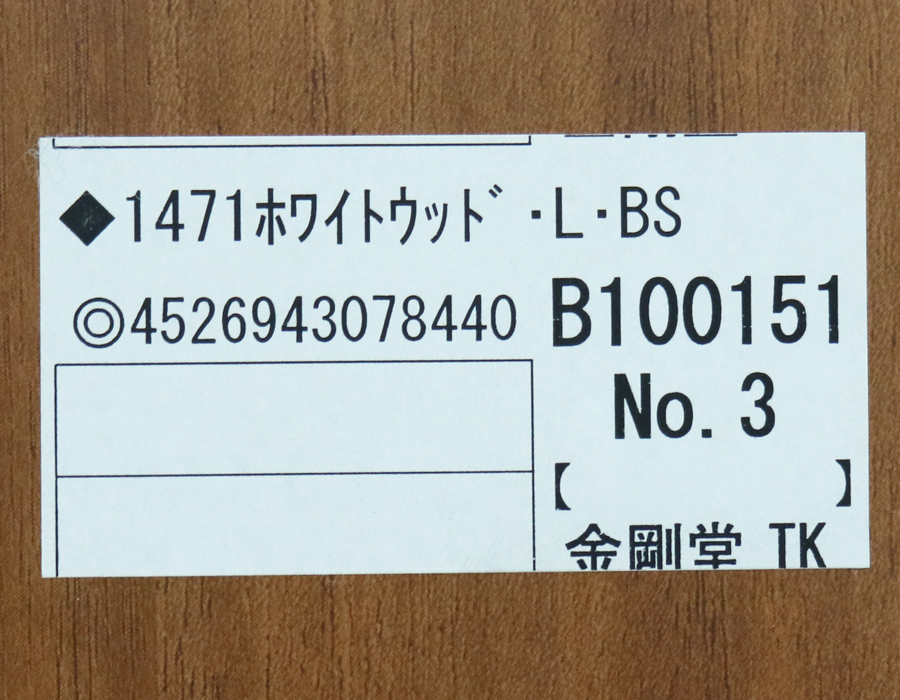 ◆1471ﾎﾜｲﾄｳｯﾄﾞ ･L･BS
◎4526943078440
B100151
No. 3
【 】
金剛堂 TK